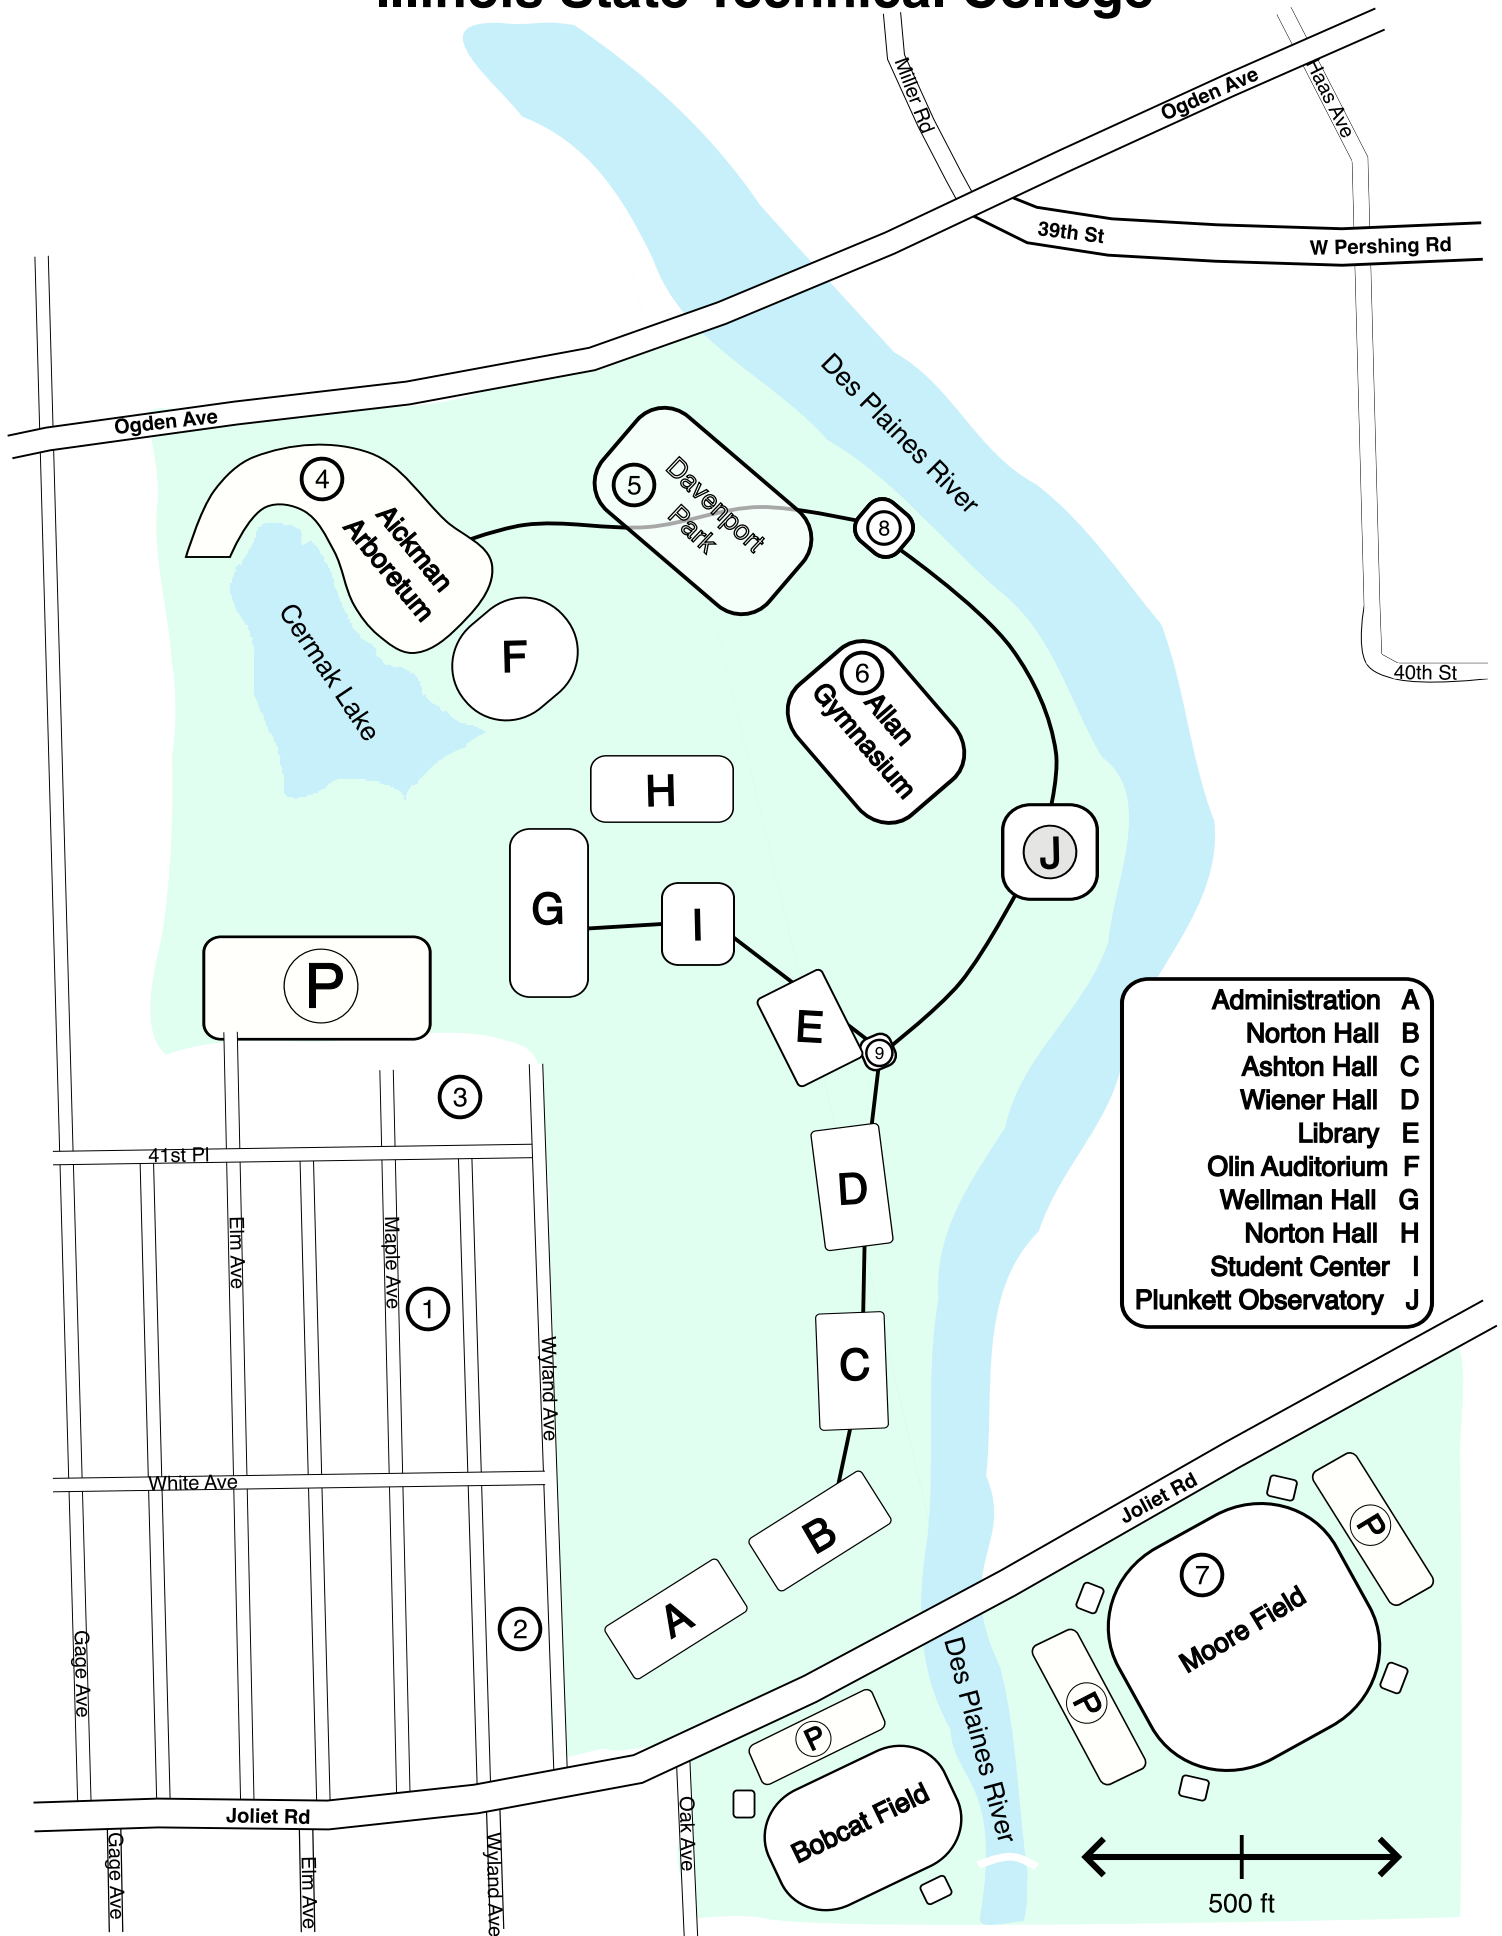 Illinois State Technical College
Miller Rd
Ogden Ave
Haas Ave
39th St
W Pershing Rd
Des Plaines River
Ogden Ave
4
Aickman
Arboretum
5
Davenport
Park
8
Cermak Lake
F
6
Allan
Gymnasium
40th St
H
J
G
I
P
E
9
Administration A
Norton Hall B
Ashton Hall C
Wiener Hall D
Library E
Olin Auditorium F
Wellman Hall G
Norton Hall H
Student Center I
Plunkett Observatory J
3
41st Pl
D
Elm Ave
Maple Ave
1
Wyland Ave
C
White Ave
B
Joliet Rd
P
7
Moore Field
A
2
Gage Ave
Des Plaines River
P
P
Joliet Rd
Bobcat Field
Gage Ave
Elm Ave
Wyland Ave
Oak Ave
500 ft